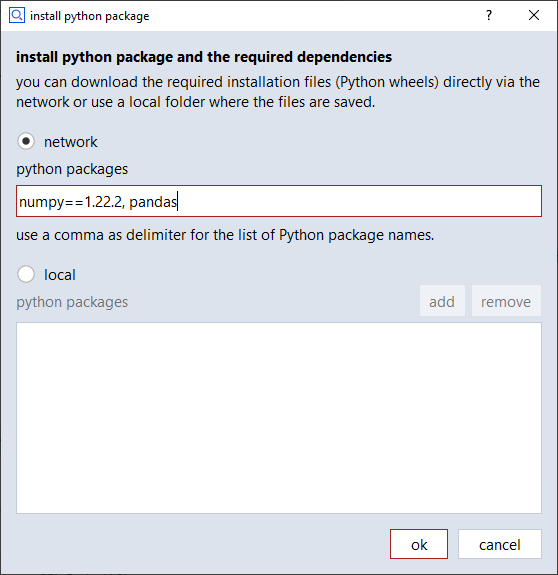 install python package
?
install python package and the required dependencies
you can download the required installation files (Python wheels) directly via the
network or use a local folder where the files are saved.
network
python packages
numpy==1.22.2, pandas
use a comma as delimiter for the list of Python package names.
local
python packages
add
remove
ok
cancel